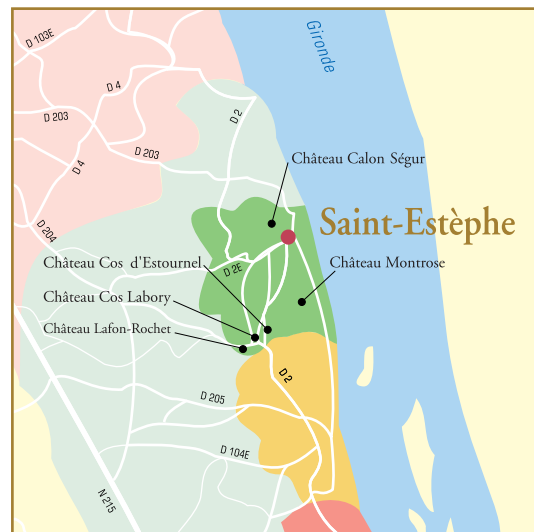 Gironde
D 103E
D 4
D 203
D 2
D 203
D 4
Château Calon Ségur
Saint-Estèphe
D 204
Château Cos d'Estournel
D 2E
Château Montrose
Château Cos Labory
Château Lafon-Rochet
D 2
D 205
D 104E
N 215